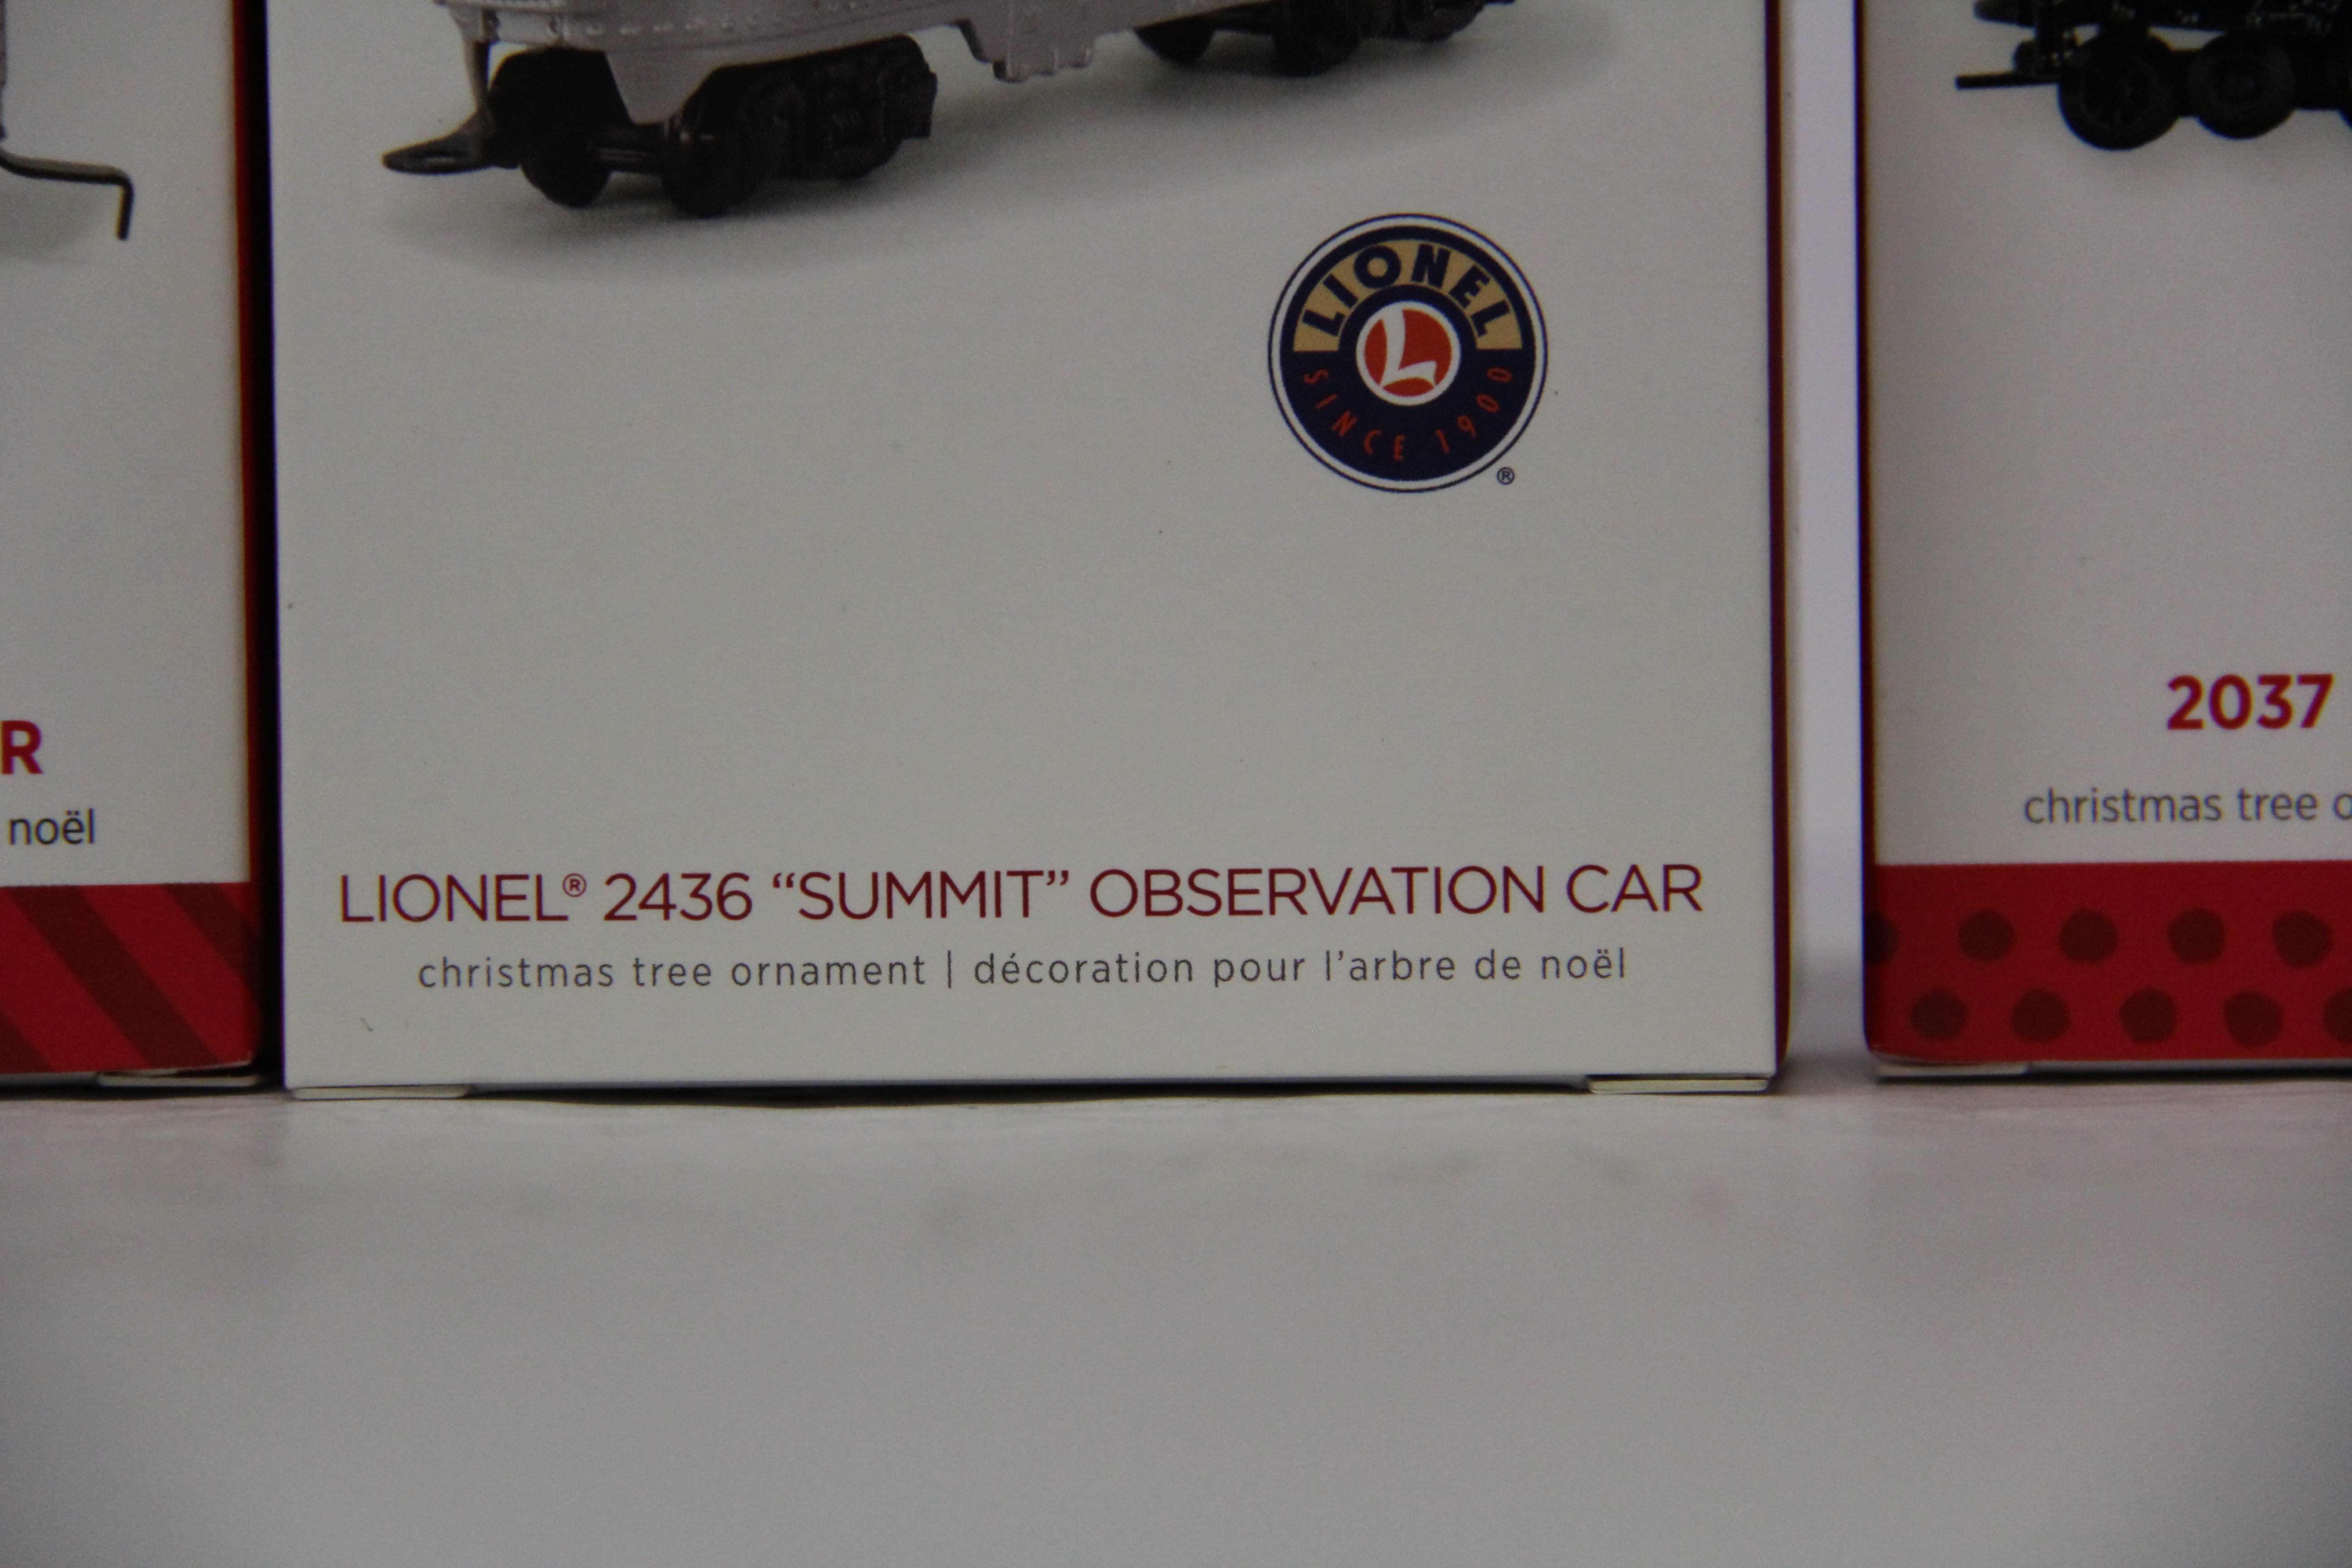 LIONEL
L
SINCE 1900
®
R
noël
LIONEL® 2436 “SUMMIT” OBSERVATION CAR
christmas tree ornament | décoration pour l’arbre de noël
2037
christmas tree o